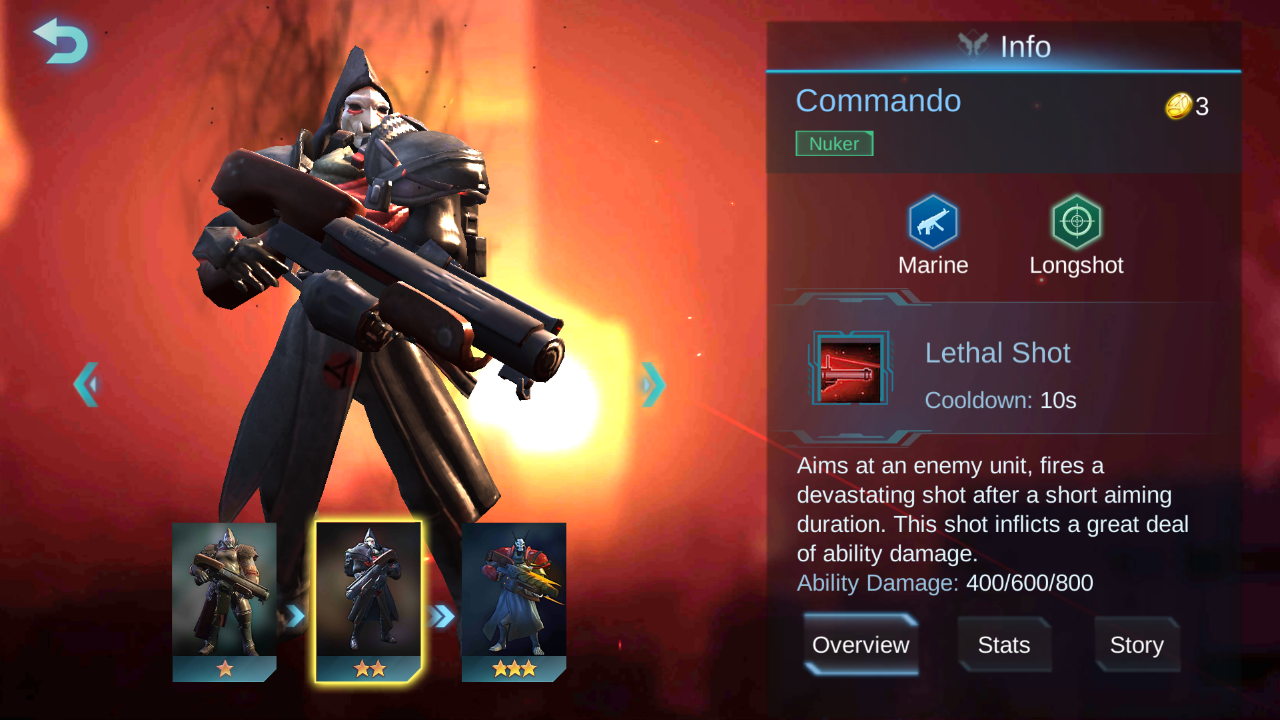 Info
Commando
3
Nuker
Marine
Longshot
Lethal Shot
Cooldown: 10s
Aims at an enemy unit, fires a
devastating shot after a short aiming
duration. This shot inflicts a great deal
of ability damage.
Ability Damage: 400/600/800
Overview
Stats
Story